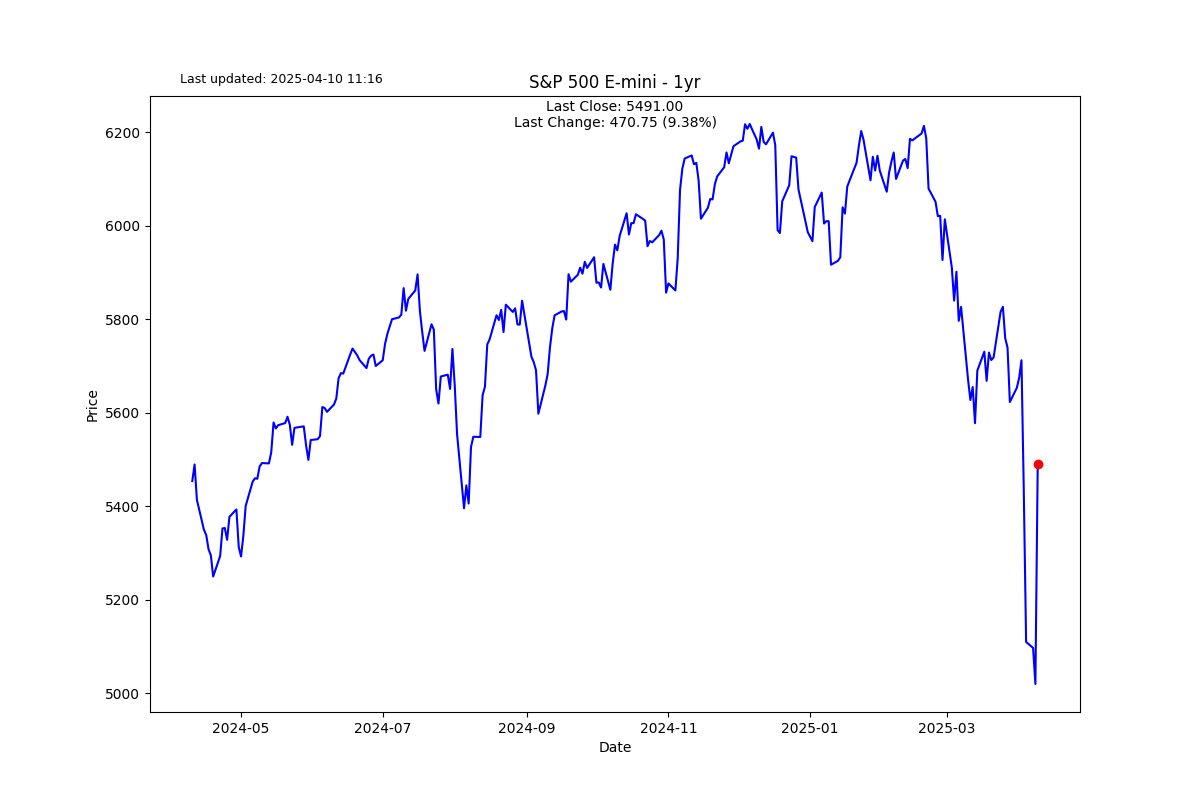 Last updated: 2025-04-10 11:16
S&P 500 E-mini - 1yr
Last Close: 5491.00
Last Change: 470.75 (9.38%)
6200
6000
5800
5600
5400
5200
5000
Price
2024-05
2024-07
2024-09
2024-11
2025-01
2025-03
Date